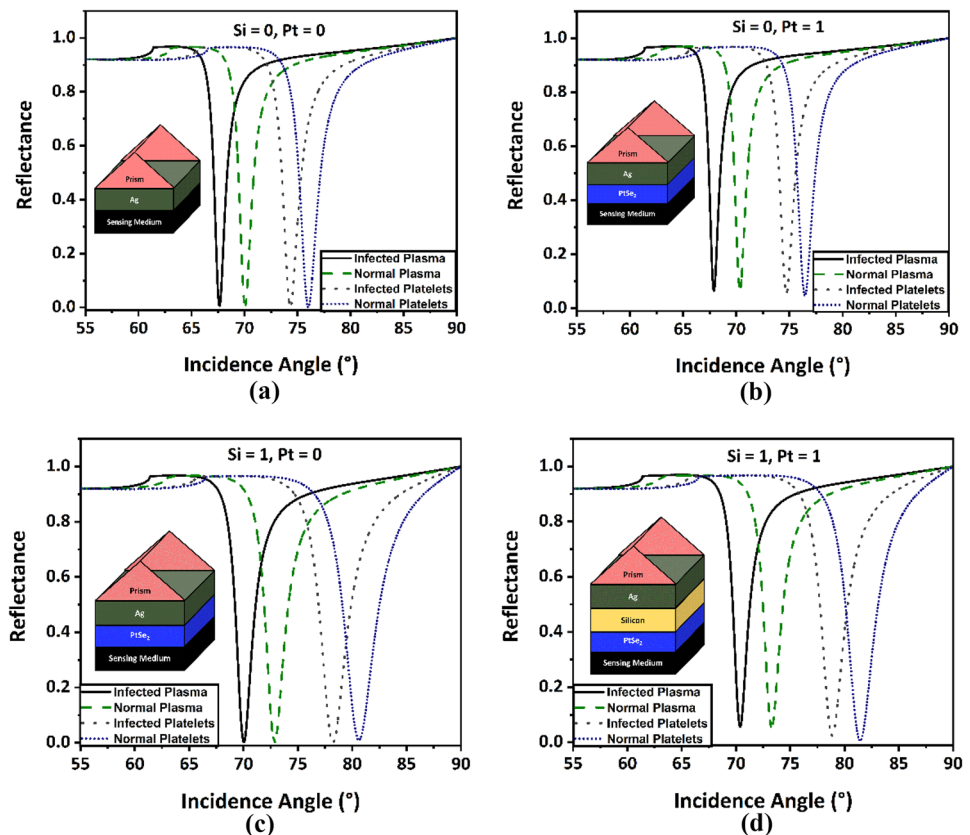 Si = 0, Pt = 0
1.0
0.8
0.6
0.4
0.2
0.0
Reflectance
Prism
Ag
Sensing Medium
Infected Plasma
Normal Plasma
Infected Platelets
Normal Platelets
55 60 65 70 75 80 85 90
Incidence Angle (°)
(a)
Si = 0, Pt = 1
1.0
0.8
0.6
0.4
0.2
0.0
Reflectance
Prism
Ag
PtSe₂
Sensing Medium
Infected Plasma
Normal Plasma
Infected Platelets
Normal Platelets
55 60 65 70 75 80 85 90
Incidence Angle (°)
(b)
Si = 1, Pt = 0
1.0
0.8
0.6
0.4
0.2
0.0
Reflectance
Prism
Ag
PtSe₂
Sensing Medium
Infected Plasma
Normal Plasma
Infected Platelets
Normal Platelets
55 60 65 70 75 80 85 90
Incidence Angle (°)
(c)
Si = 1, Pt = 1
1.0
0.8
0.6
0.4
0.2
0.0
Reflectance
Prism
Ag
Silicon
PtSe₂
Sensing Medium
Infected Plasma
Normal Plasma
Infected Platelets
Normal Platelets
55 60 65 70 75 80 85 90
Incidence Angle (°)
(d)